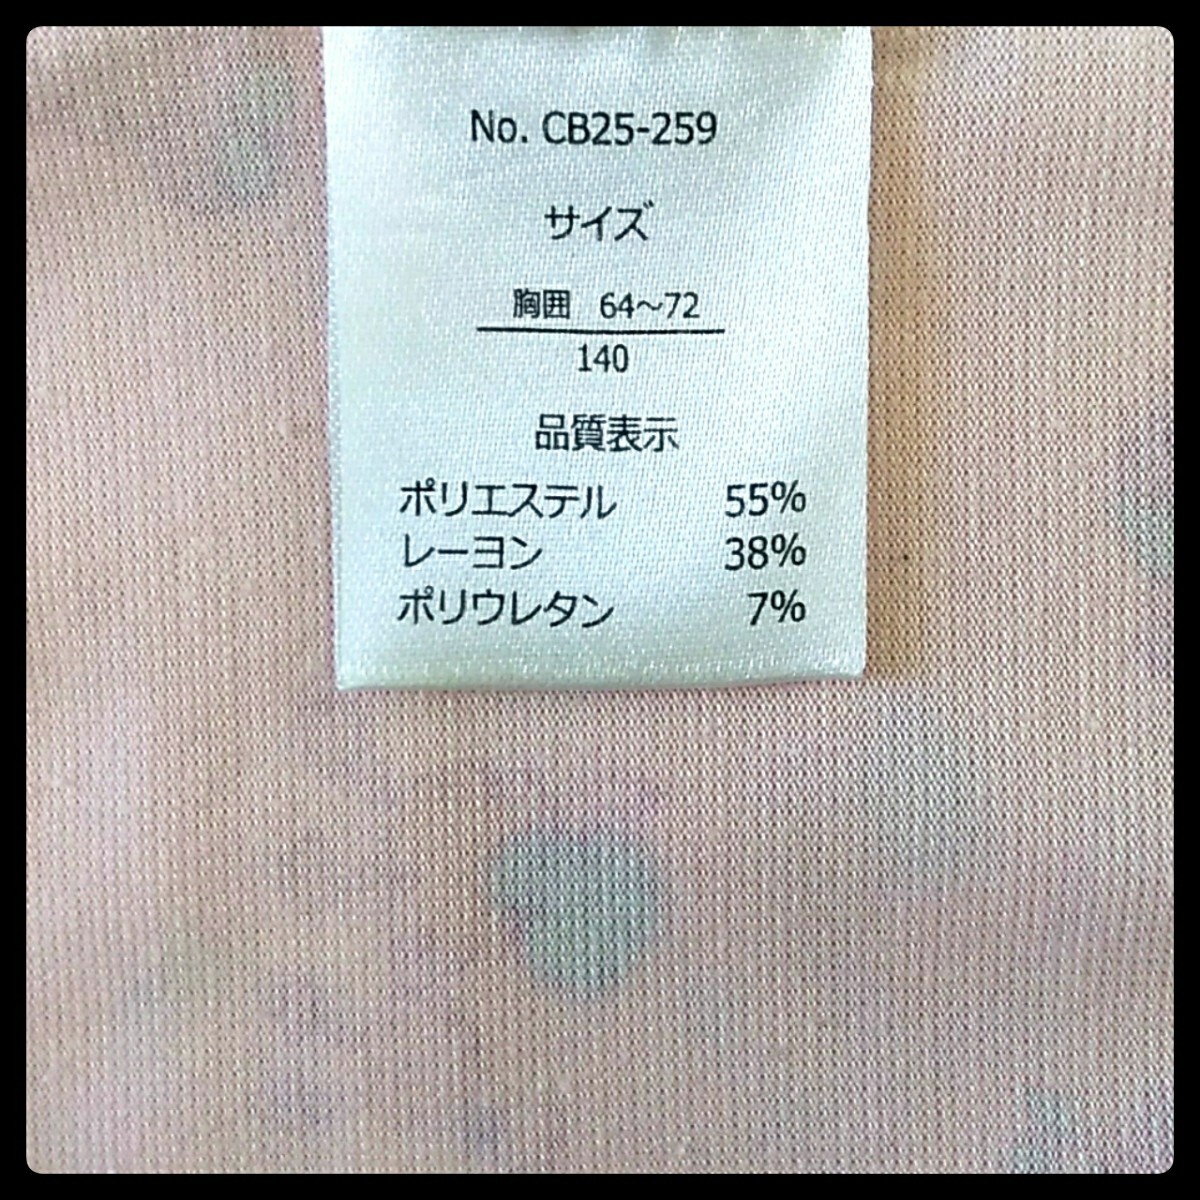 No. CB25-259
サイズ
胸囲 64～72
140
品質表示
ポリエステル 55%
レーヨン 38%
ポリウレタン 7%